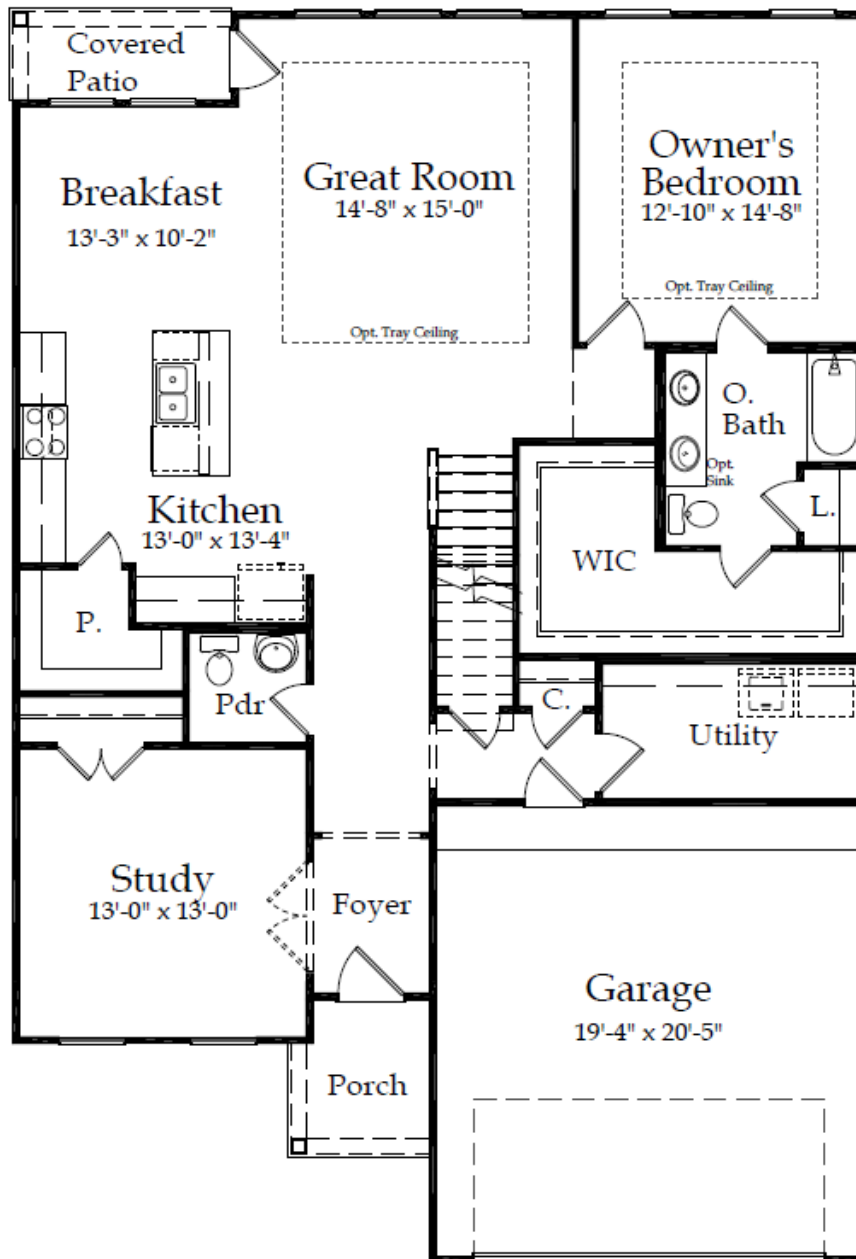 Covered
Patio
Breakfast
13'-3" x 10'-2"
Great Room
14'-8" x 15'-0"
Opt. Tray Ceiling
Owner's
Bedroom
12'-10" x 14'-8"
Opt. Tray Ceiling
O.
Bath
Opt.
Sink
L.
Kitchen
13'-0" x 13'-4"
WIC
P.
Pdr
C.
Utility
Study
13'-0" x 13'-0"
Foyer
Garage
19'-4" x 20'-5"
Porch